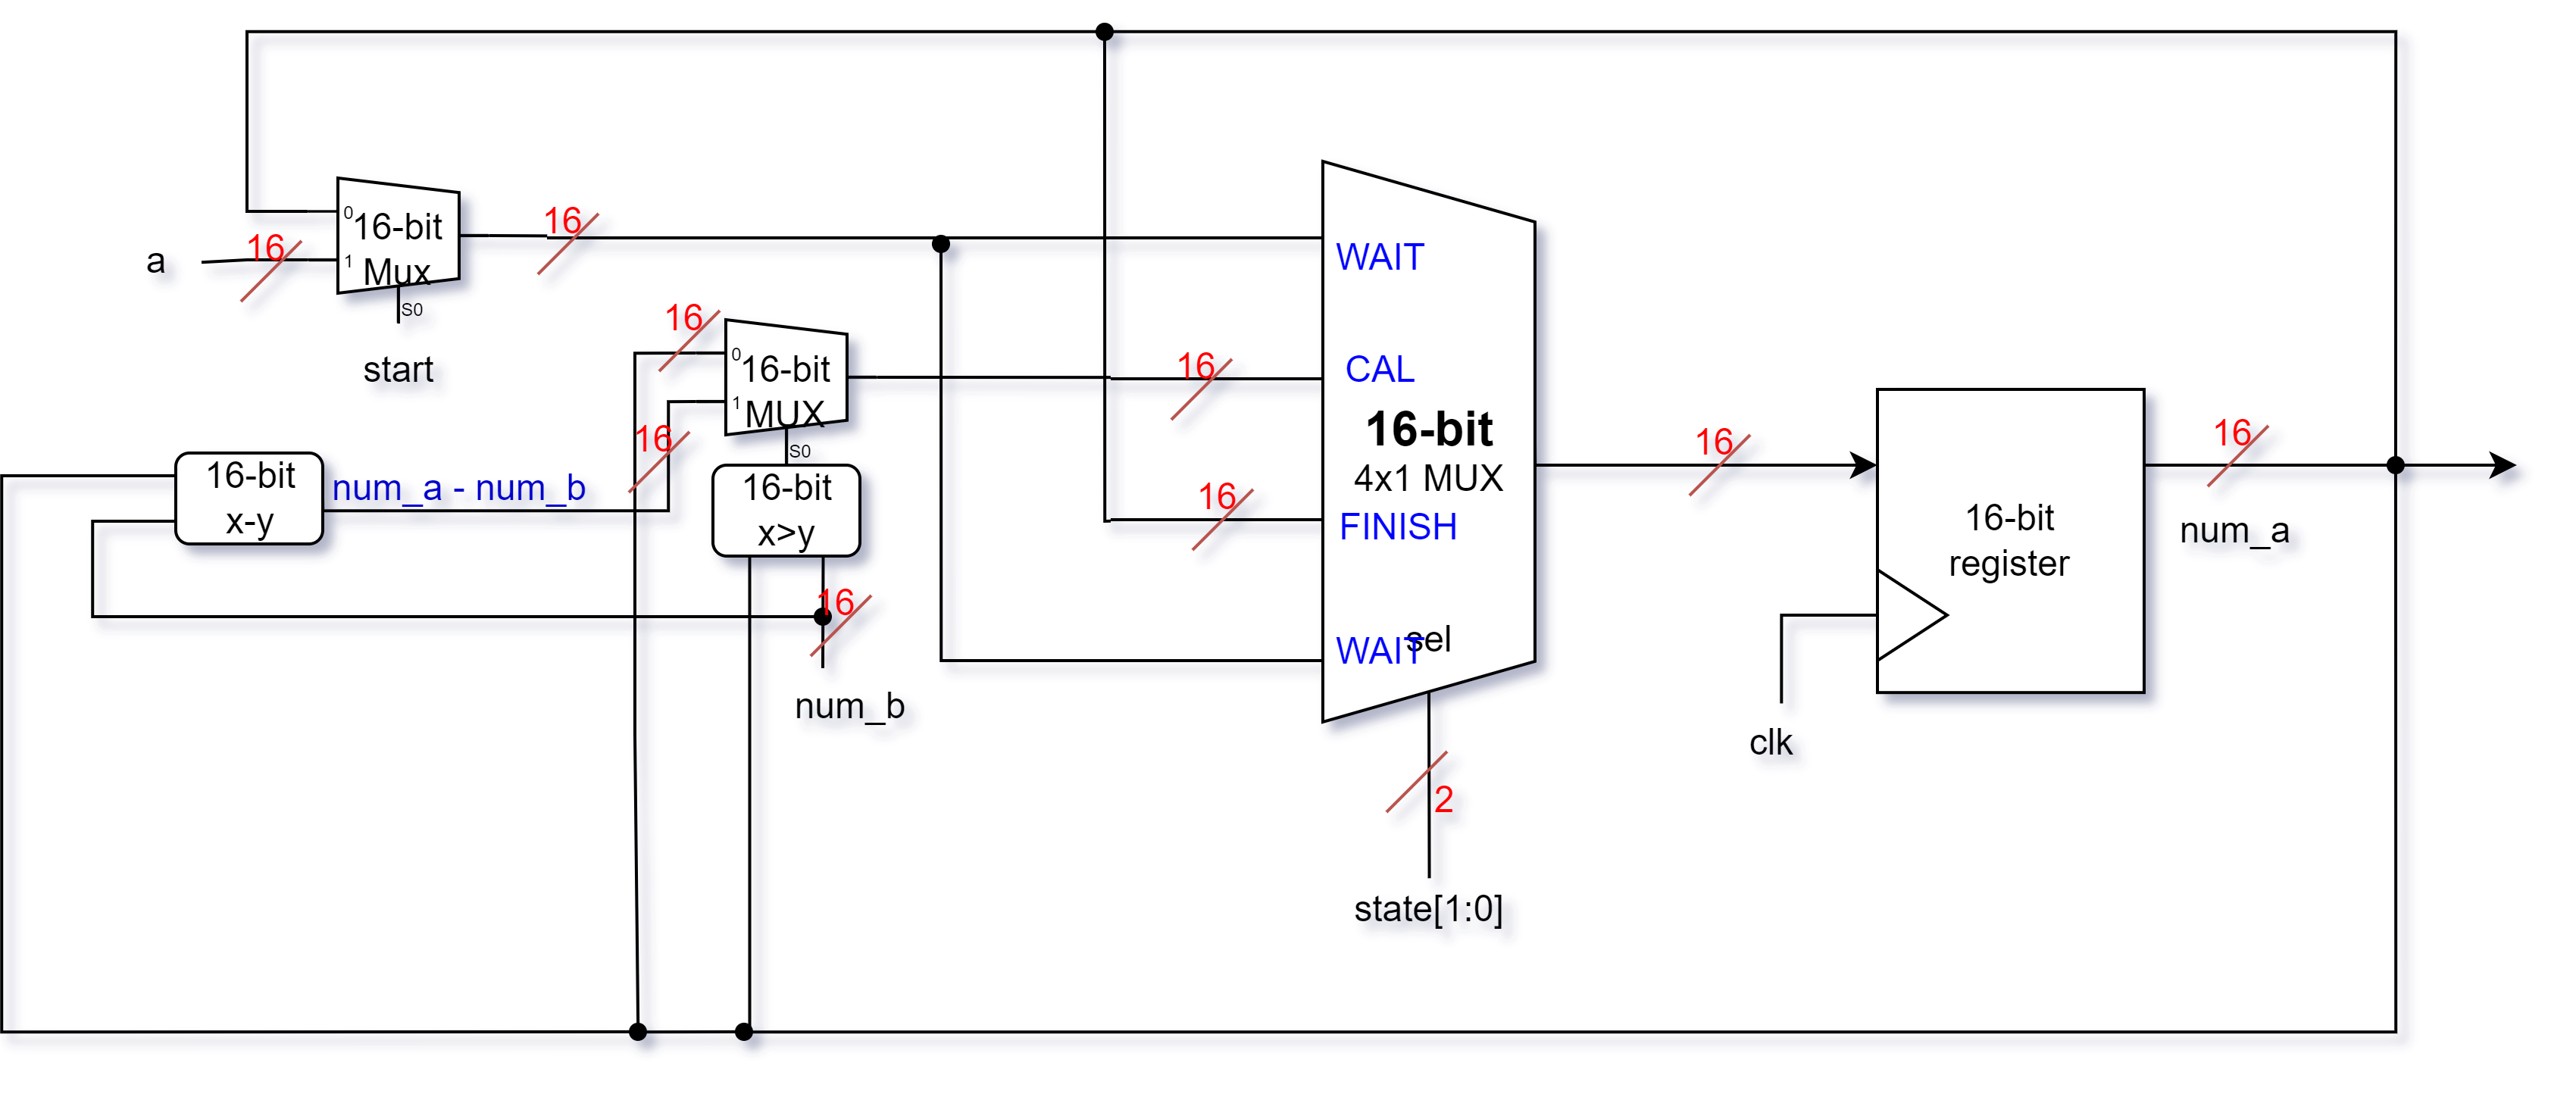 16
0
16-bit
Mux
a
16
1
S0
start
16
0
16-bit
MUX
1
16
S0
16-bit
x-y
num_a - num_b
16-bit
x>y
16
num_b
WAIT
16
CAL
16-bit
4x1 MUX
16
FINISH
WAIT
sel
2
state[1:0]
16
16-bit
register
clk
16
num_a